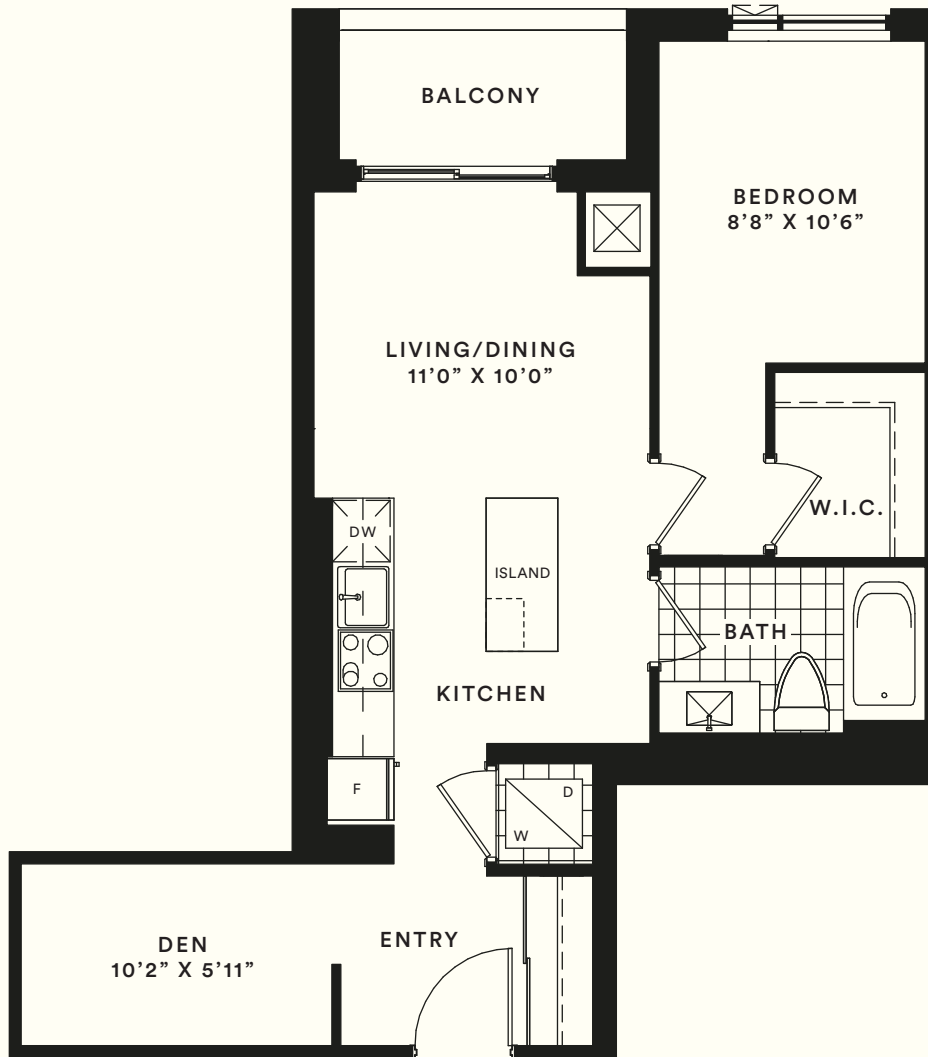 BALCONY
BEDROOM
8’8” X 10’6”
LIVING/DINING
11’0” X 10’0”
W.I.C.
DW
ISLAND
BATH
KITCHEN
F
D
W
ENTRY
DEN
10’2” X 5’11”